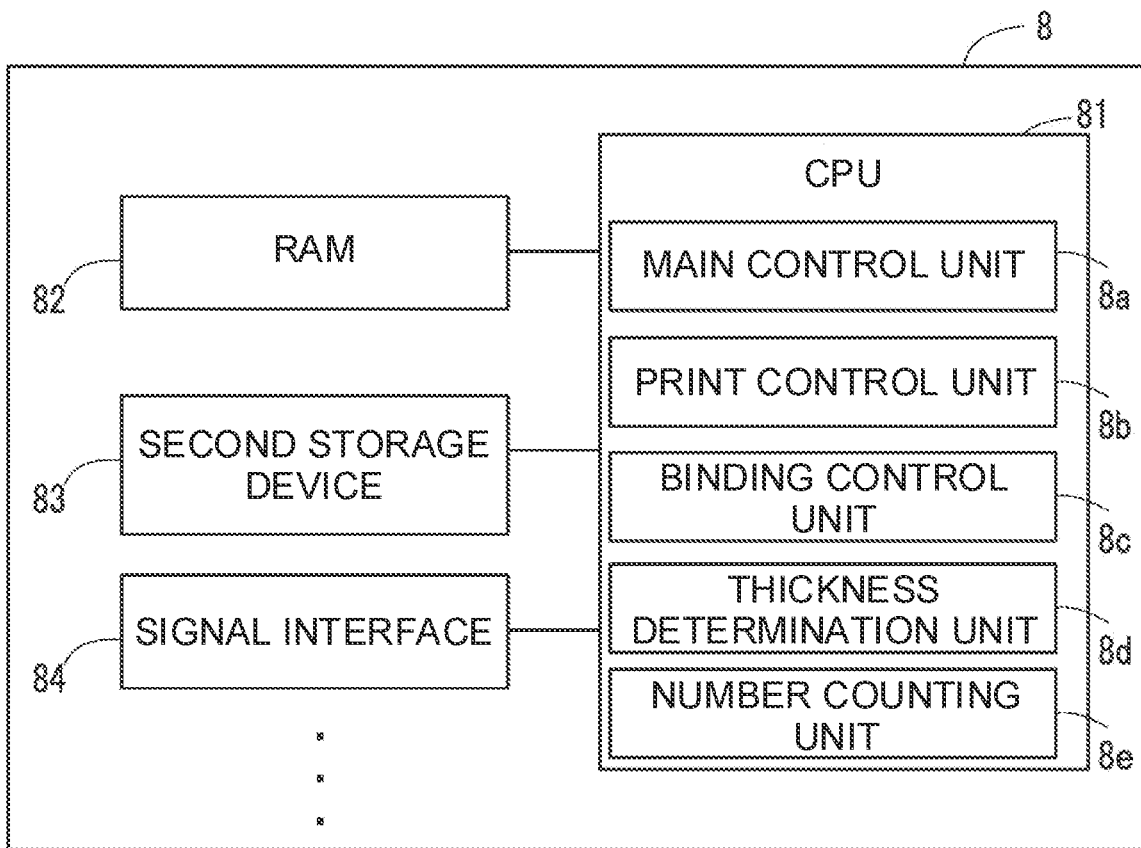 8
81
CPU
RAM
82
MAIN CONTROL UNIT
8a
PRINT CONTROL UNIT
8b
SECOND STORAGE
DEVICE
83
BINDING CONTROL
UNIT
8c
SIGNAL INTERFACE
84
THICKNESS
DETERMINATION UNIT
8d
NUMBER COUNTING
UNIT
8e